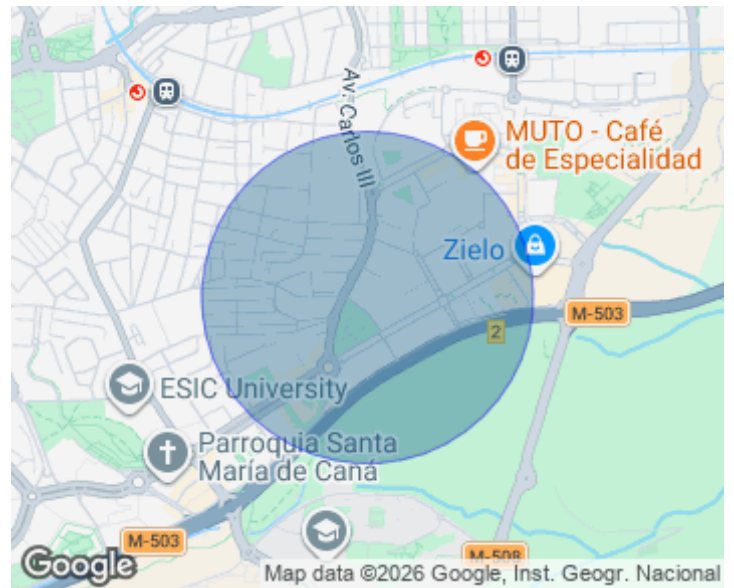 Av. Carlos III
MUTO - Café
de Especialidad
Zielo
M-503
2
ESIC University
Parroquia Santa
María de Caná
M-503
M-508
Google
Map data ©2026 Google, Inst. Geogr. Nacional